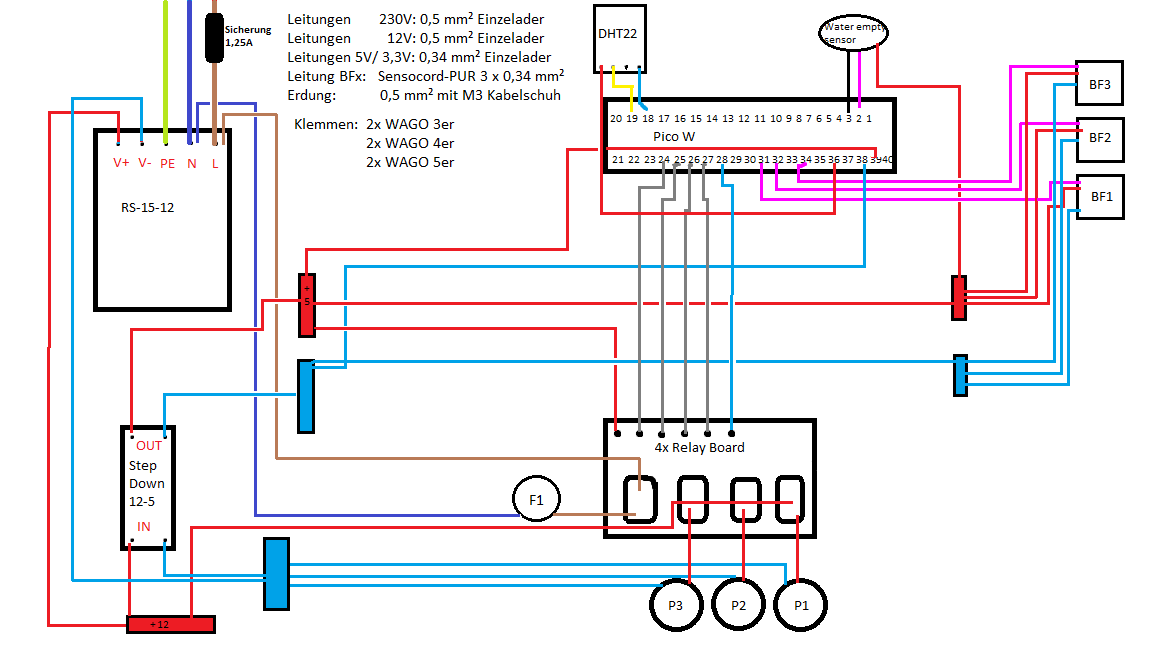 Sicherung
1,25A
Leitungen 230V: 0,5 mm² Einzelader
Leitungen 12V: 0,5 mm² Einzelader
Leitungen 5V/ 3,3V: 0,34 mm² Einzelader
Leitung BFx: Sensocord-PUR 3 x 0,34 mm²
Erdung: 0,5 mm² mit M3 Kabelschuh
Klemmen: 2x WAGO 3er
2x WAGO 4er
2x WAGO 5er
DHT22
Water empty
sensor
BF3
BF2
BF1
20 19 18 17 16 15 14 13 12 11 10 9 8 7 6 5 4 3 2 1
Pico W
21 22 23 24 25 26 27 28 29 30 31 32 33 34 35 36 37 38 39 40
V+ V- PE N L
RS-15-12
+
5
OUT
Step
Down
12-5
IN
4x Relay Board
F1
P3 P2 P1
+12